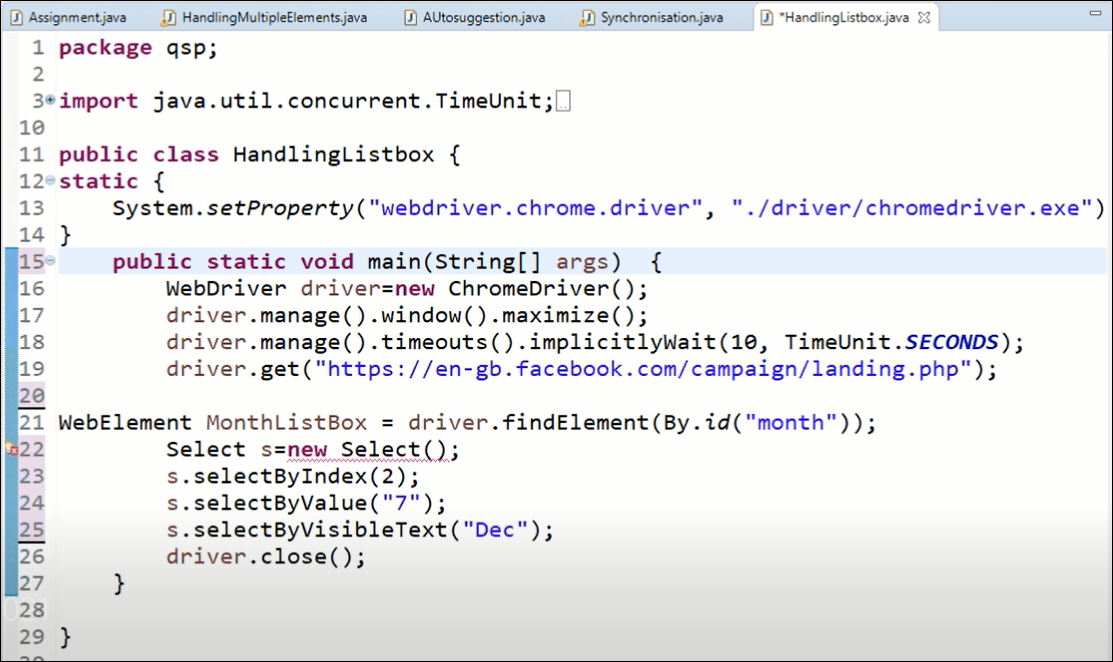 Assignment.java HandlingMultipleElements.java AUtosuggestion.java Synchronisation.java *HandlingListbox.java
1 package qsp;
2
3 import java.util.concurrent.TimeUnit;
10
11 public class HandlingListbox {
12 static {
13 System.setProperty("webdriver.chrome.driver", "./driver/chromedriver.exe")
14 }
15 public static void main(String[] args) {
16 WebDriver driver=new ChromeDriver();
17 driver.manage().window().maximize();
18 driver.manage().timeouts().implicitlyWait(10, TimeUnit.SECONDS);
19 driver.get("https://en-gb.facebook.com/campaign/landing.php");
20
21 WebElement MonthListBox = driver.findElement(By.id("month"));
22 Select s=new Select();
23 s.selectByIndex(2);
24 s.selectByValue("7");
25 s.selectByVisibleText("Dec");
26 driver.close();
27 }
28
29 }